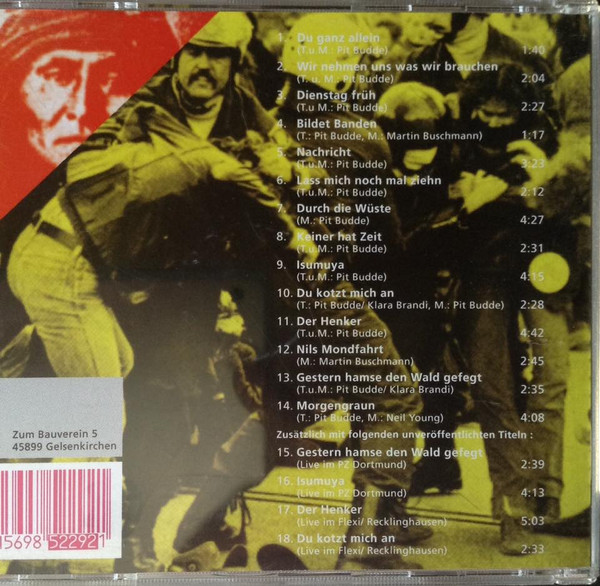 1. Du ganz allein 1:40
(T.u.M.: Pit Budde)
2. Wir nehmen uns was wir brauchen 2:04
(T. u. M.: Pit Budde)
3. Dienstag früh 2:27
(T.u M.: Pit Budde)
4. Bildet Banden 1:17
(T.: Pit Budde, M.: Martin Buschmann)
5. Nachricht 3:23
(T.u.M.: Pit Budde)
6. Lass mich noch mal ziehn 2:12
(T.u.M.: Pit Budde)
7. Durch die Wüste 4:27
(M.: Pit Budde)
8. Keiner hat Zeit 2:31
(T.u.M.: Pit Budde)
9. Isumuya 4:15
(T.u.M.: Pit Budde)
10. Du kotzt mich an 2:28
(T.: Pit Budde/ Klara Brandi, M.: Pit Budde)
11. Der Henker 4:42
(T.u.M.: Pit Budde)
12. Nils Mondfahrt 2:45
(M.: Martin Buschmann)
13. Gestern hamse den Wald gefegt 2:35
(T.u.M.: Pit Budde/ Klara Brandi)
14. Morgengraun 4:08
(T.: Pit Budde, M.: Neil Young)
Zusätzlich mit folgenden unveröffentlichten Titeln :
15. Gestern hamse den Wald gefegt 2:39
(Live im PZ Dortmund)
16. Isumuya 4:13
(Live im PZ Dortmund)
17. Der Henker 5:03
(Live im Flexi/ Recklinghausen)
18. Du kotzt mich an 2:33
(Live im Flexi/ Recklinghausen)
Zum Bauverein 5
45899 Gelsenkirchen
15698 522921